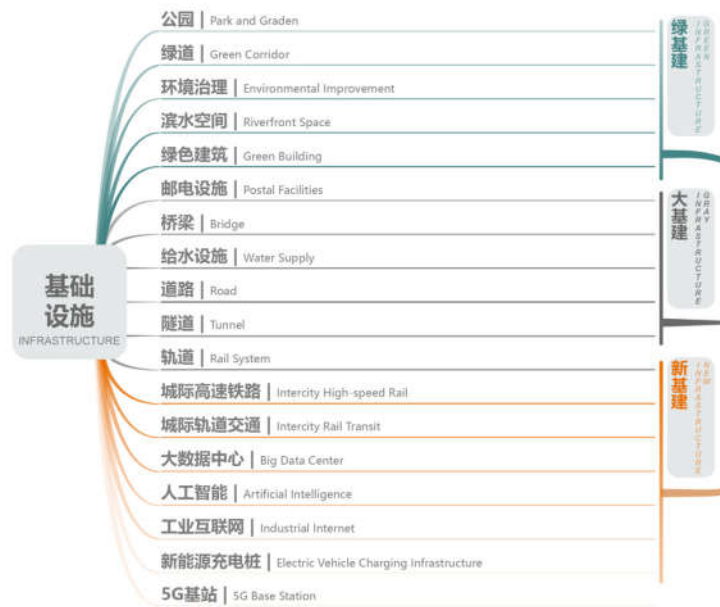 公园 | Park and Graden
绿道 | Green Corridor
环境治理 | Environmental Improvement
滨水空间 | Riverfront Space
绿色建筑 | Green Building
邮电设施 | Postal Facilities
桥梁 | Bridge
给水设施 | Water Supply
道路 | Road
隧道 | Tunnel
轨道 | Rail System
城际高速铁路 | Intercity High-speed Rail
城际轨道交通 | Intercity Rail Transit
大数据中心 | Big Data Center
人工智能 | Artificial Intelligence
工业互联网 | Industrial Internet
新能源充电桩 | Electric Vehicle Charging Infrastructure
5G基站 | 5G Base Station
基础
设施
INFRASTRUCTURE
绿基建
GREEN
INFRASTRUCTURE
大基建
GRAY
INFRASTRUCTURE
新基建
NEW
INFRASTRUCTURE